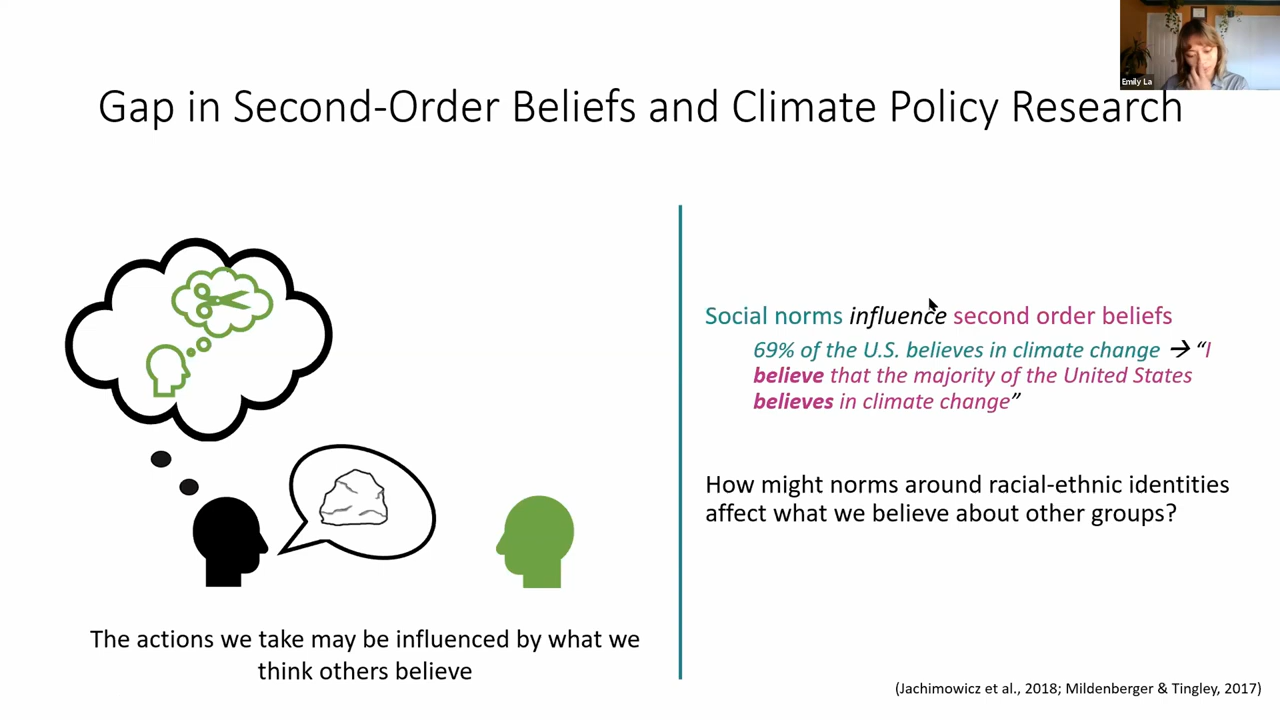 Emily La
Gap in Second-Order Beliefs and Climate Policy Research
The actions we take may be influenced by what we
think others believe
Social norms influence second order beliefs
69% of the U.S. believes in climate change → “I
believe that the majority of the United States
believes in climate change”
How might norms around racial-ethnic identities
affect what we believe about other groups?
(Jachimowicz et al., 2018; Mildenberger & Tingley, 2017)